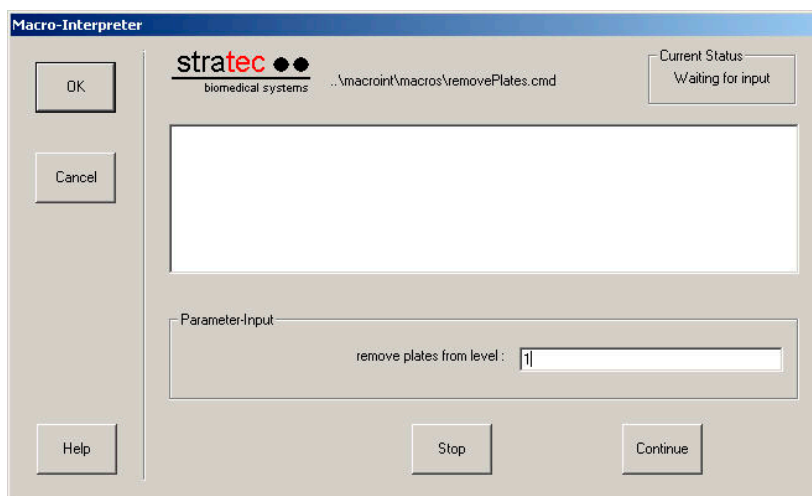 Macro-Interpreter
OK
stratec
biomedical systems
..\macroint\macros\removePlates.cmd
Current Status
Waiting for input
Cancel
Parameter-Input
remove plates from level :
1
Help
Stop
Continue